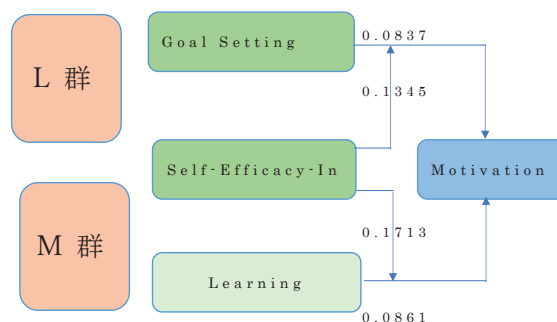 L 群
Goal Setting
0.0837
0.1345
Self-Efficacy-In
Motivation
M 群
0.1713
Learning
0.0861